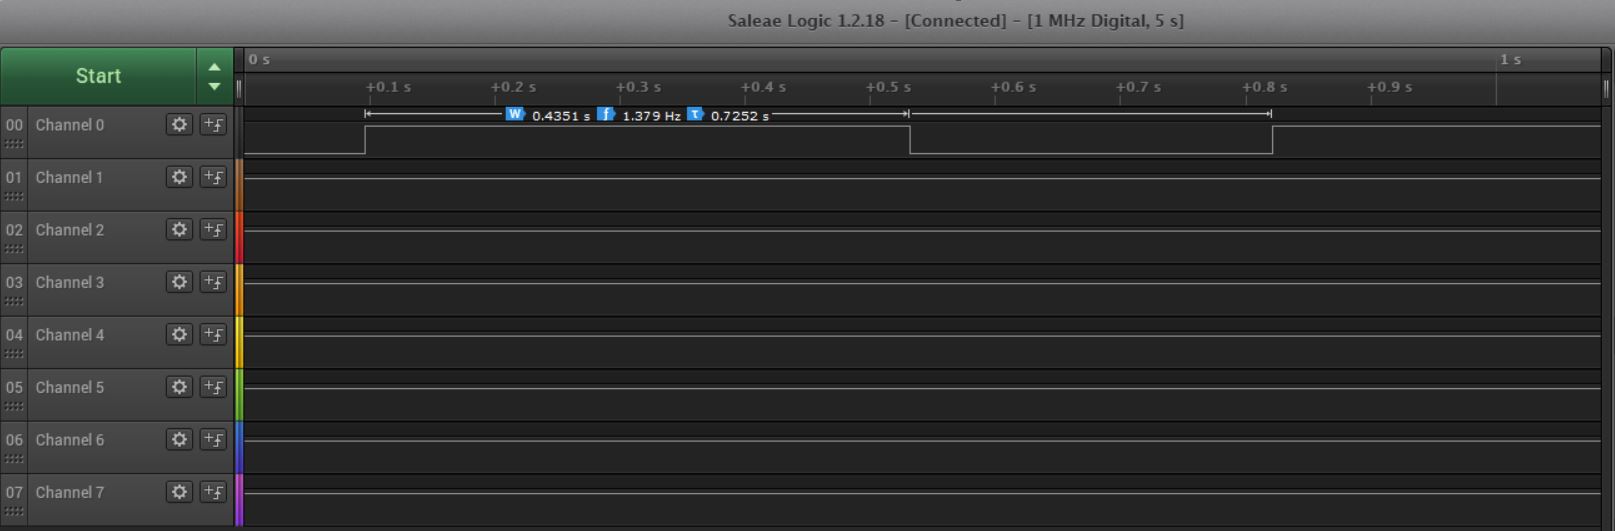 Saleae Logic 1.2.18 - [Connected] - [1 MHz Digital, 5 s]
Start
0 s 1 s
+0.1 s +0.2 s +0.3 s +0.4 s +0.5 s +0.6 s +0.7 s +0.8 s +0.9 s
W 0.4351 s f 1.379 Hz τ 0.7252 s
00 Channel 0
01 Channel 1
02 Channel 2
03 Channel 3
04 Channel 4
05 Channel 5
06 Channel 6
07 Channel 7